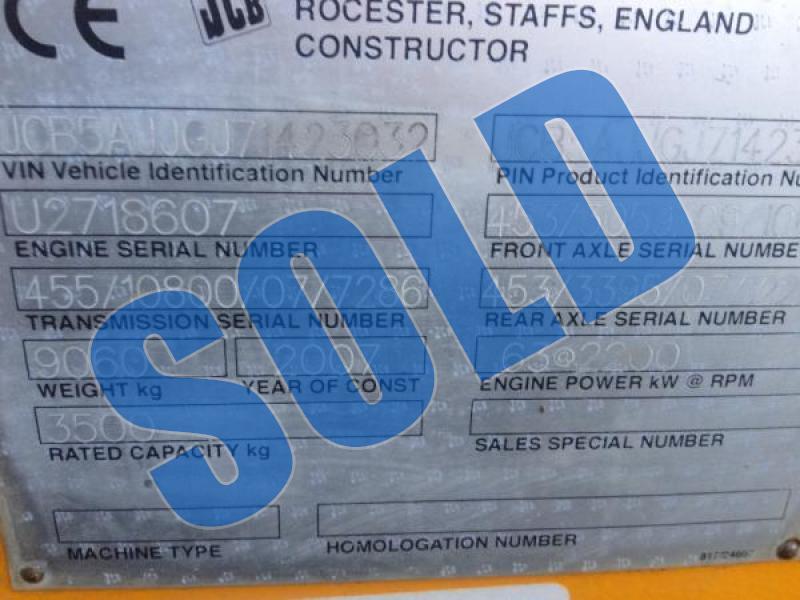 CE JCB ROCESTER, STAFFS, ENGLAND
CONSTRUCTOR
JCB5AJJGJ71423032
VIN Vehicle Identification Number PIN Product Identification
U2718607
ENGINE SERIAL NUMBER FRONT AXLE SERIAL NUMBE
455/10800/07/7286
TRANSMISSION SERIAL NUMBER REAR AXLE SERIAL NUMBER
9060 2007 63@2200
WEIGHT kg YEAR OF CONST ENGINE POWER kW @ RPM
3500
RATED CAPACITY kg SALES SPECIAL NUMBER
MACHINE TYPE HOMOLOGATION NUMBER
SOLD